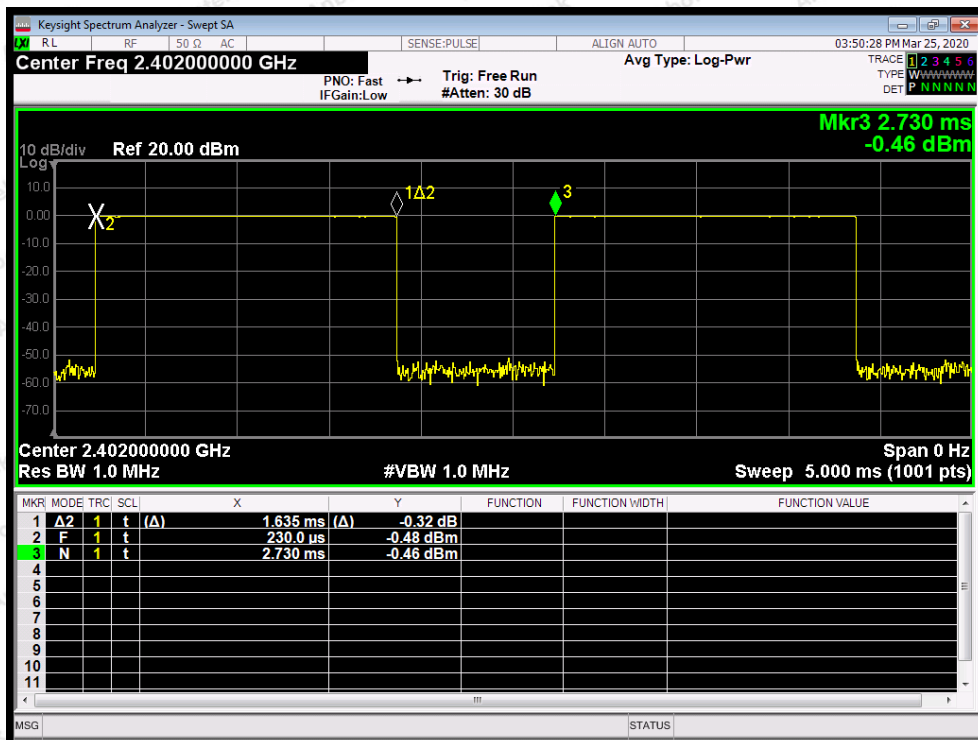 Keysight Spectrum Analyzer - Swept SA
LXI RL RF 50 Ω AC SENSE:PULSE ALIGN AUTO 03:50:28 PM Mar 25, 2020
Center Freq 2.402000000 GHz Avg Type: Log-Pwr TRACE 1 2 3 4 5 6
PNO: Fast Trig: Free Run TYPE W W W W W W
IFGain:Low #Atten: 30 dB DET P N N N N N
Mkr3 2.730 ms
10 dB/div Ref 20.00 dBm -0.46 dBm
Log
10.0
0.00
-10.0
-20.0
-30.0
-40.0
-50.0
-60.0
-70.0
2
1Δ2
3
Center 2.402000000 GHz Span 0 Hz
Res BW 1.0 MHz #VBW 1.0 MHz Sweep 5.000 ms (1001 pts)
MKR MODE TRC SCL X Y FUNCTION FUNCTION WIDTH FUNCTION VALUE
1 Δ2 1 t (Δ) 1.635 ms (Δ) -0.32 dB
2 F 1 t 230.0 µs -0.48 dBm
3 N 1 t 2.730 ms -0.46 dBm
4
5
6
7
8
9
10
11
MSG STATUS